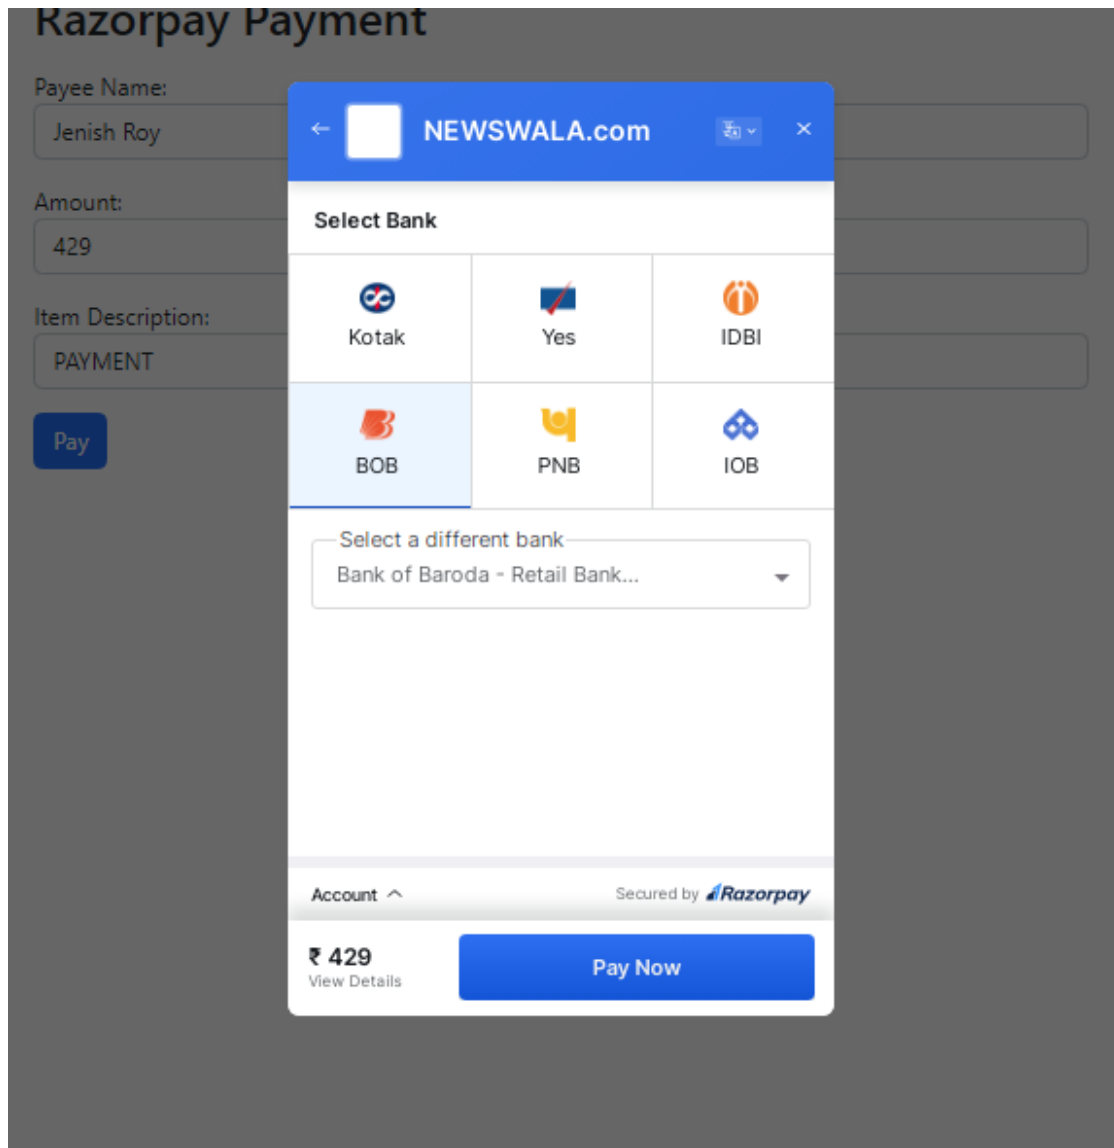 Razorpay Payment
Payee Name:
Jenish Roy
Amount:
429
Item Description:
PAYMENT
Pay
NEWSWALA.com
Select Bank
Kotak
Yes
IDBI
BOB
PNB
IOB
Select a different bank
Bank of Baroda - Retail Bank...
Account
Secured by Razorpay
₹ 429
View Details
Pay Now